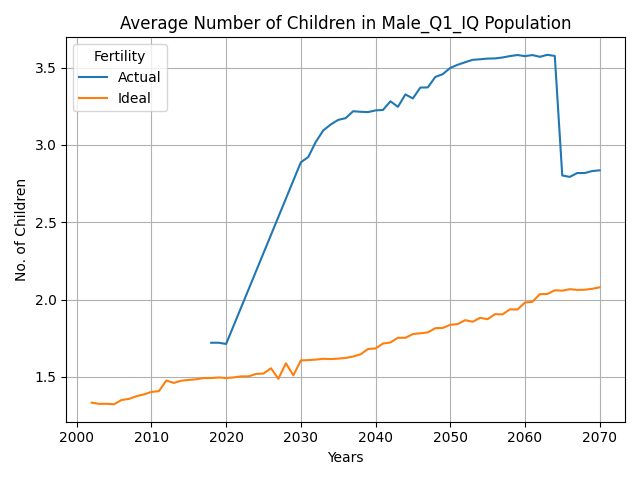 Average Number of Children in Male_Q1_IQ Population
Fertility
Actual
Ideal
No. of Children
3.5
3.0
2.5
2.0
1.5
2000 2010 2020 2030 2040 2050 2060 2070
Years